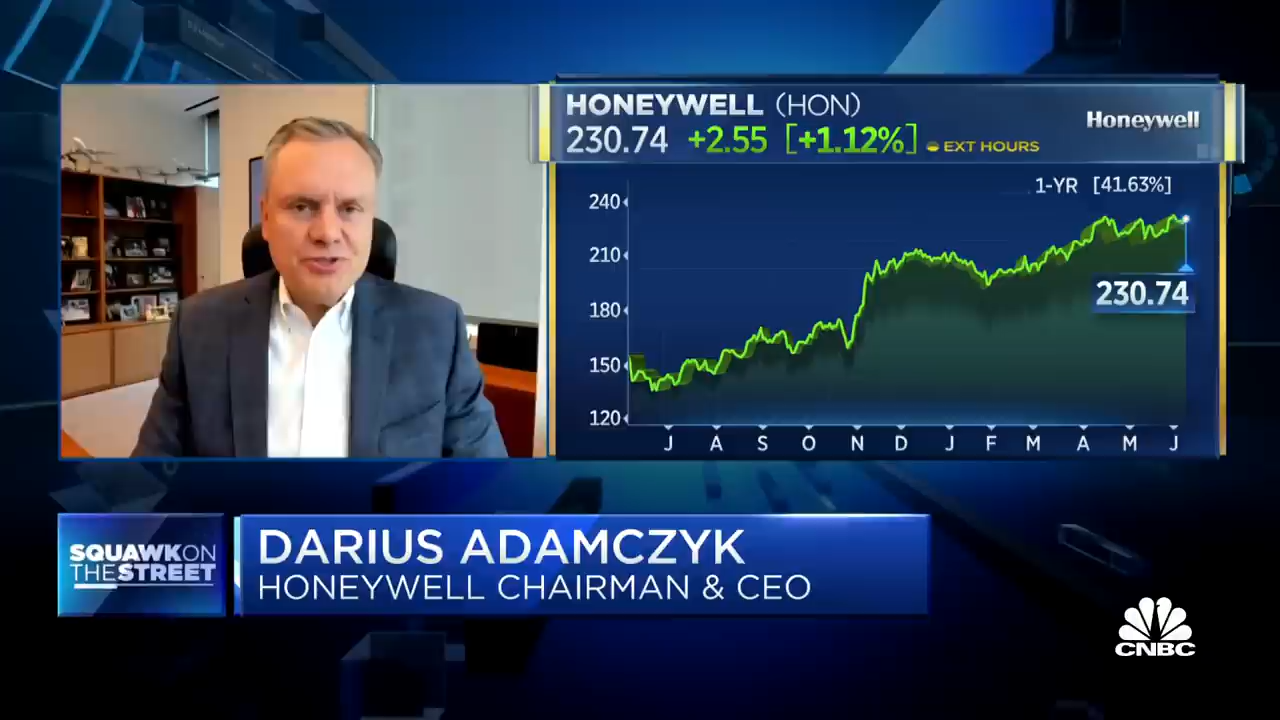 HONEYWELL (HON)
230.74 +2.55 [+1.12%] EXT HOURS
Honeywell
1-YR [41.63%]
240
210
180
150
120
230.74
J A S O N D J F M A M J
SQUAWK ON
THE STREET
DARIUS ADAMCZYK
HONEYWELL CHAIRMAN & CEO
CNBC